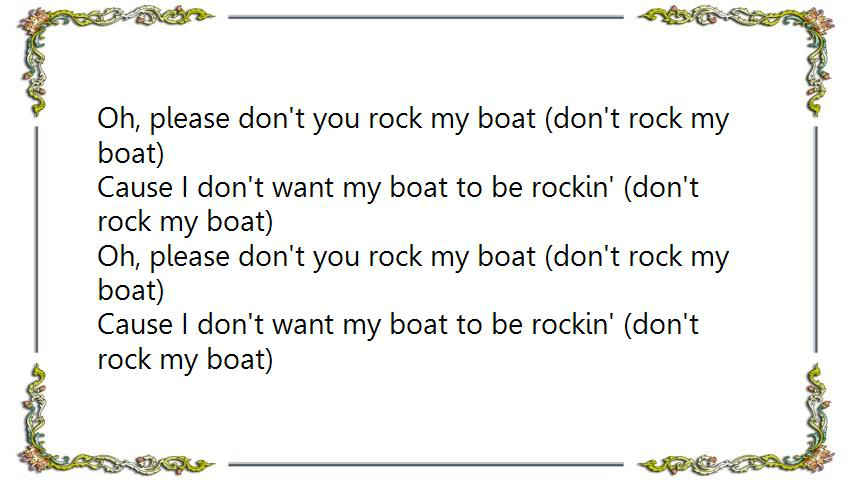 Oh, please don't you rock my boat (don't rock my
boat)
Cause I don't want my boat to be rockin' (don't
rock my boat)
Oh, please don't you rock my boat (don't rock my
boat)
Cause I don't want my boat to be rockin' (don't
rock my boat)